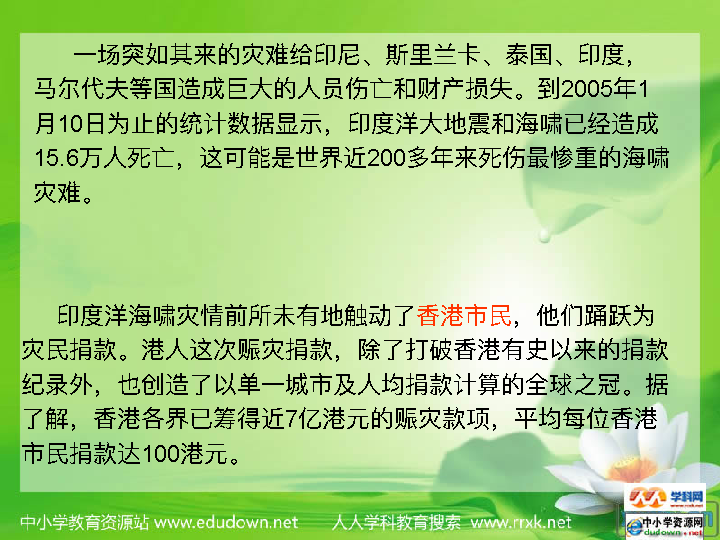 一场突如其来的灾难给印尼、斯里兰卡、泰国、印度，
马尔代夫等国造成巨大的人员伤亡和财产损失。到2005年1
月10日为止的统计数据显示，印度洋大地震和海啸已经造成
15.6万人死亡，这可能是世界近200多年来死伤最惨重的海啸
灾难。
印度洋海啸灾情前所未有地触动了香港市民，他们踊跃为
灾民捐款。港人这次赈灾捐款，除了打破香港有史以来的捐款
纪录外，也创造了以单一城市及人均捐款计算的全球之冠。据
了解，香港各界已筹得近7亿港元的赈灾款项，平均每位香港
市民捐款达100港元。
中小学教育资源站 www.edudown.net 人人学科教育搜索 www.rrxk.net
学科网
www.rrxk.net
中小学资源网